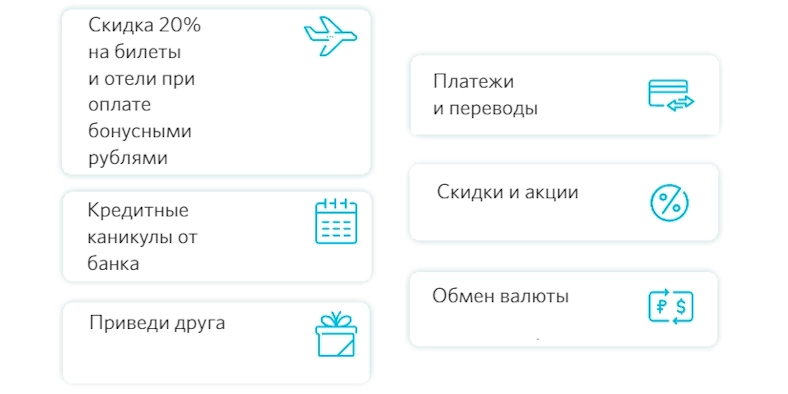 Скидка 20%
на билеты
и отели при
оплате
бонусными
рублями
Кредитные
каникулы от
банка
Приведи друга
Платежи
и переводы
Скидки и акции
Обмен валюты
₽ $